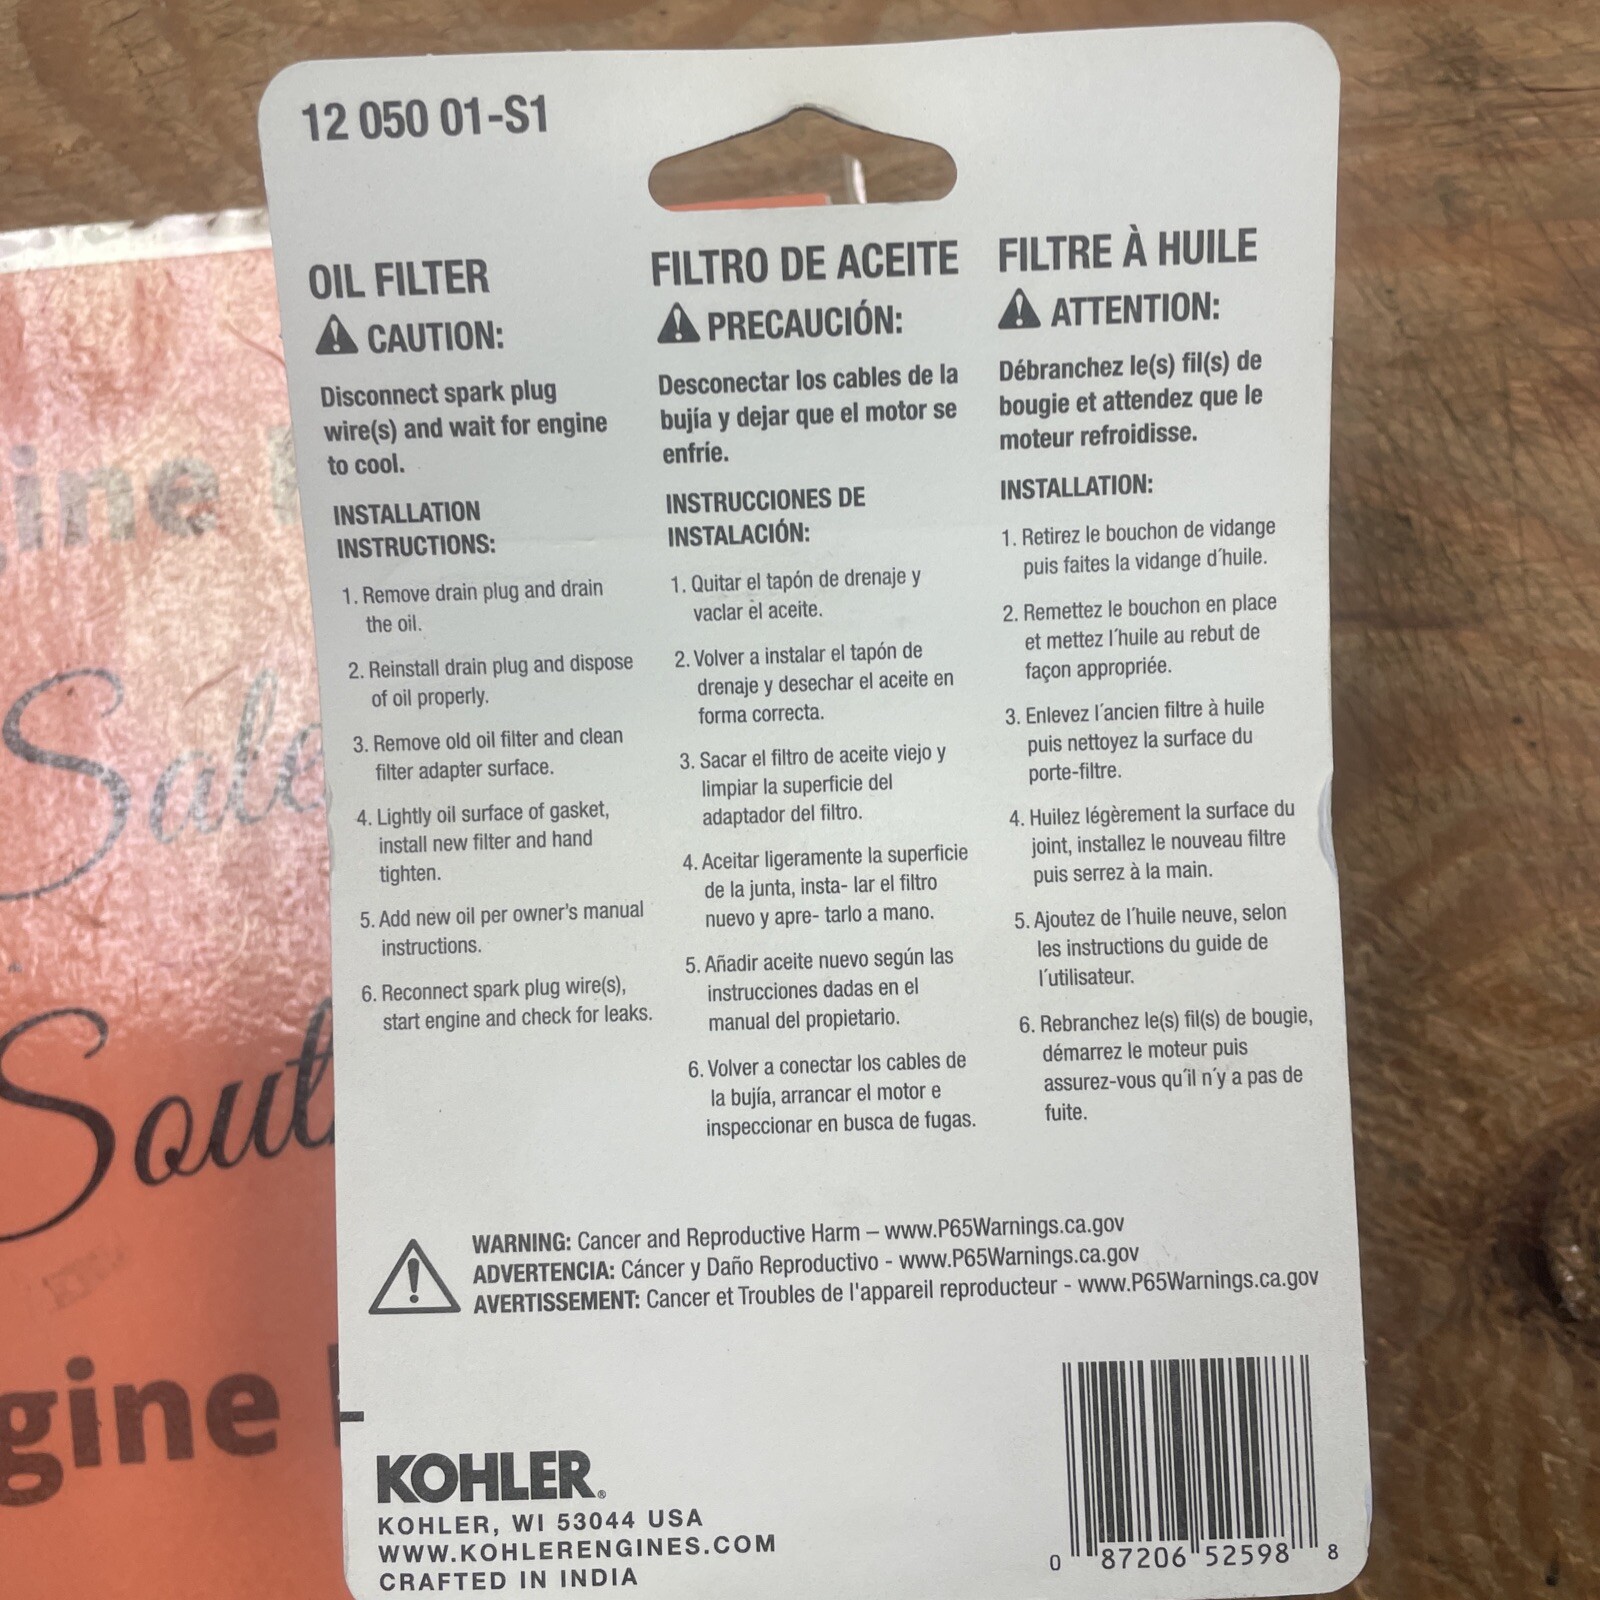 12 050 01-S1
OIL FILTER
CAUTION:
Disconnect spark plug
wire(s) and wait for engine
to cool.
INSTALLATION
INSTRUCTIONS:
1. Remove drain plug and drain
the oil.
2. Reinstall drain plug and dispose
of oil properly.
3. Remove old oil filter and clean
filter adapter surface.
4. Lightly oil surface of gasket,
install new filter and hand
tighten.
5. Add new oil per owner's manual
instructions.
6. Reconnect spark plug wire(s),
start engine and check for leaks.
FILTRO DE ACEITE
PRECAUCIÓN:
Desconectar los cables de la
bujía y dejar que el motor se
enfríe.
INSTRUCCIONES DE
INSTALACIÓN:
1. Quitar el tapón de drenaje y
vaclar el aceite.
2. Volver a instalar el tapón de
drenaje y desechar el aceite en
forma correcta.
3. Sacar el filtro de aceite viejo y
limpiar la superficie del
adaptador del filtro.
4. Aceitar ligeramente la superficie
de la junta, insta- lar el filtro
nuevo y apre- tarlo a mano.
5. Añadir aceite nuevo según las
instrucciones dadas en el
manual del propietario.
6. Volver a conectar los cables de
la bujía, arrancar el motor e
inspeccionar en busca de fugas.
FILTRE À HUILE
ATTENTION:
Débranchez le(s) fil(s) de
bougie et attendez que le
moteur refroidisse.
INSTALLATION:
1. Retirez le bouchon de vidange
puis faites la vidange d´huile.
2. Remettez le bouchon en place
et mettez l´huile au rebut de
façon appropriée.
3. Enlevez l´ancien filtre à huile
puis nettoyez la surface du
porte-filtre.
4. Huilez légèrement la surface du
joint, installez le nouveau filtre
puis serrez à la main.
5. Ajoutez de l´huile neuve, selon
les instructions du guide de
l´utilisateur.
6. Rebranchez le(s) fil(s) de bougie,
démarrez le moteur puis
assurez-vous qu´il n´y a pas de
fuite.
WARNING: Cancer and Reproductive Harm – www.P65Warnings.ca.gov
ADVERTENCIA: Cáncer y Daño Reproductivo - www.P65Warnings.ca.gov
AVERTISSEMENT: Cancer et Troubles de l'appareil reproducteur - www.P65Warnings.ca.gov
KOHLER®
KOHLER, WI 53044 USA
WWW.KOHLERENGINES.COM
CRAFTED IN INDIA
0 87206 52598 8
gine
Sale
Sout
gine